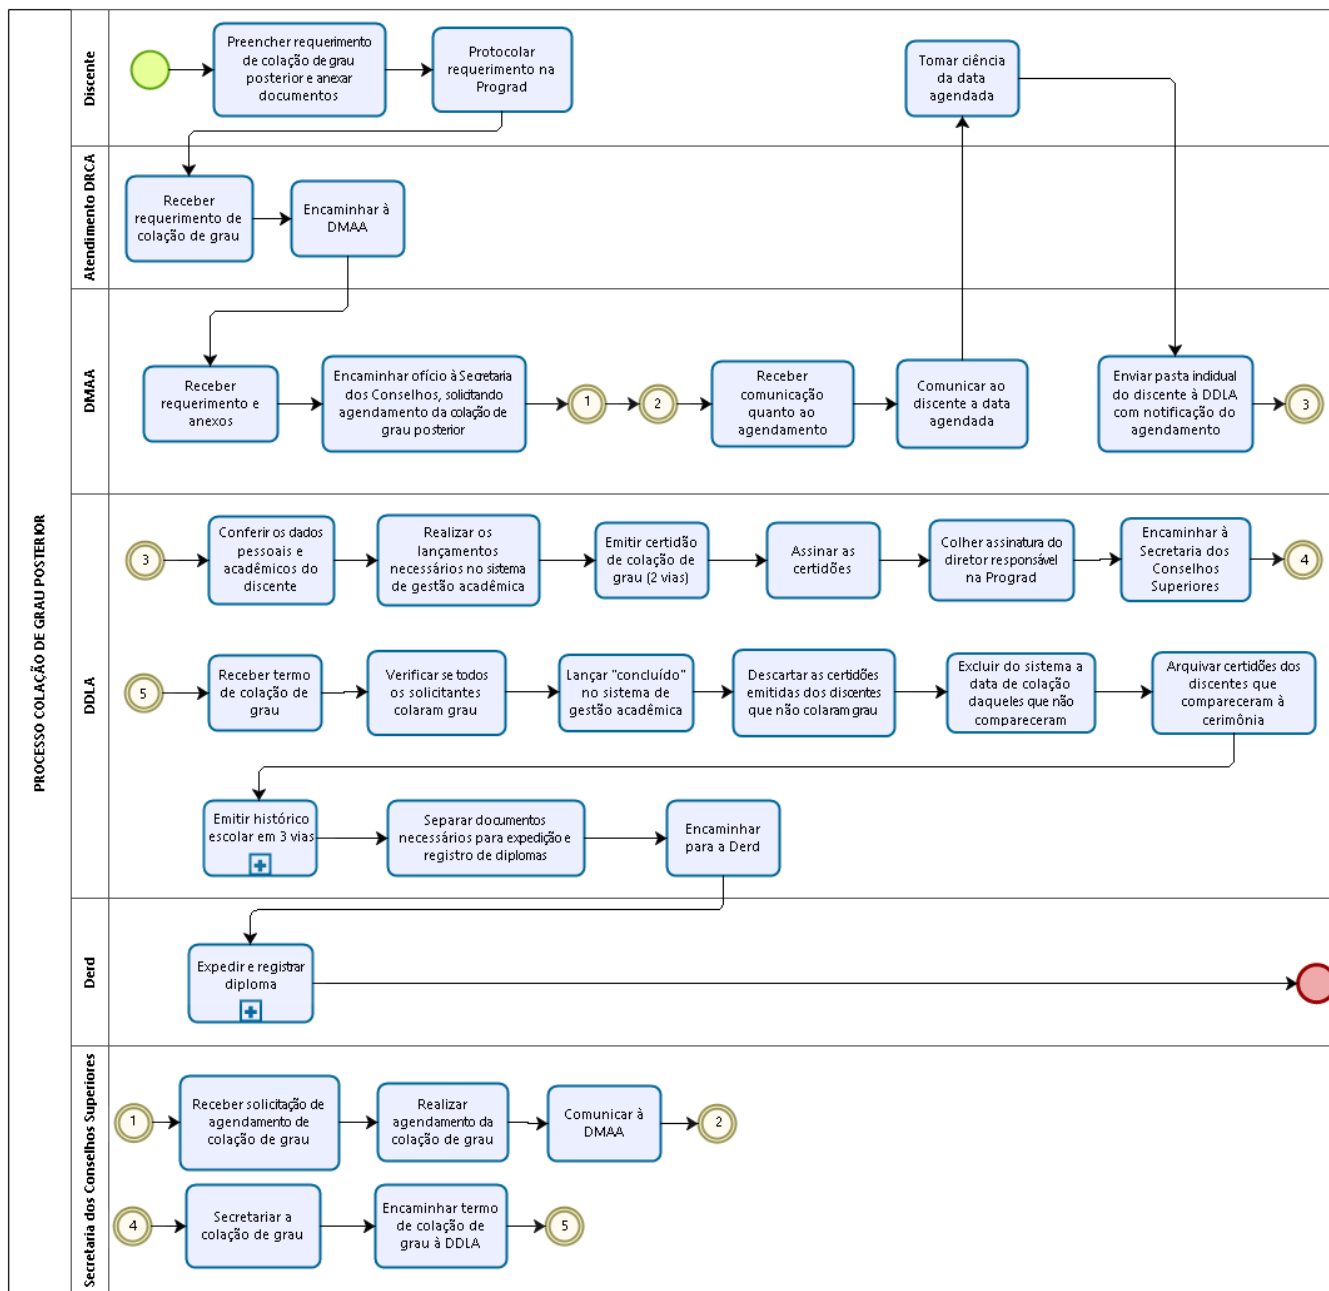 PROCESSO COLAÇÃO DE GRAU POSTERIOR
Discente
Preencher requerimento
de colação de grau
posterior e anexar
documentos
Protocolar
requerimento na
Prograd
Tomar ciência
da data
agendada
Atendimento DRCA
Receber
requerimento de
colação de grau
Encaminhar à
DMAA
DMAA
Receber
requerimento e
anexos
Encaminhar ofício à Secretaria
dos Conselhos, solicitando
agendamento da colação de
grau posterior
1
2
Receber
comunicação
quanto ao
agendamento
Comunicar ao
discente a data
agendada
Enviar pasta indidual
do discente à DDLA
com notificação do
agendamento
3
DDLA
3
Conferir os dados
pessoais e
acadêmicos do
discente
Realizar os
lançamentos
necessários no sistema
de gestão acadêmica
Emitir certidão
de colação de
grau (2 vias)
Assinar as
certidões
Colher assinatura do
diretor responsável
na Prograd
Encaminhar à
Secretaria dos
Conselhos
Superiores
4
5
Receber termo
de colação de
grau
Verificar se todos
os solicitantes
colaram grau
Lançar "concluído"
no sistema de
gestão acadêmica
Descartar as certidões
emitidas dos discentes
que não colaram grau
Excluir do sistema a
data de colação
daqueles que não
compareceram
Arquivar certidões dos
discentes que
compareceram à
cerimônia
Emitir histórico
escolar em 3 vias
Separar documentos
necessários para expedição e
registro de diplomas
Encaminhar
para a Derd
Derd
Expedir e registrar
diploma
Secretaria dos Conselhos Superiores
1
Receber solicitação de
agendamento de
colação de grau
Realizar
agendamento da
colação de grau
Comunicar à
DMAA
2
4
Secretariar a
colação de grau
Encaminhar termo
de colação de
grau à DDLA
5